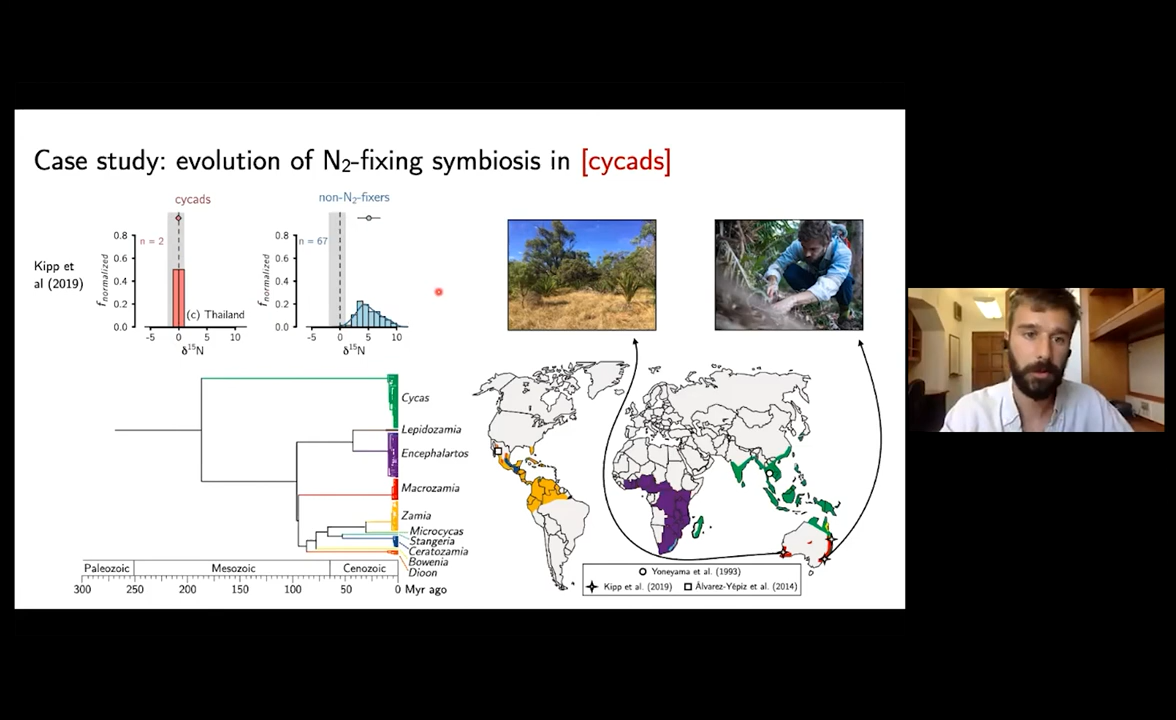 Case study: evolution of N₂-fixing symbiosis in [cycads]
cycads
non-N₂-fixers
Kipp et
al (2019)
f_normalized
0.8
0.6
0.4
0.2
0.0
n = 2
(c) Thailand
-5 0 5 10
δ¹⁵N
f_normalized
0.8
0.6
0.4
0.2
0.0
n = 67
-5 0 5 10
δ¹⁵N
Cycas
Lepidozamia
Encephalartos
Macrozamia
Zamia
Microcycas
Stangeria
Ceratozamia
Bowenia
Dioon
Paleozoic Mesozoic Cenozoic
300 250 200 150 100 50 0 Myr ago
Yoneyama et al. (1993)
Kipp et al. (2019) Álvarez-Yépiz et al. (2014)